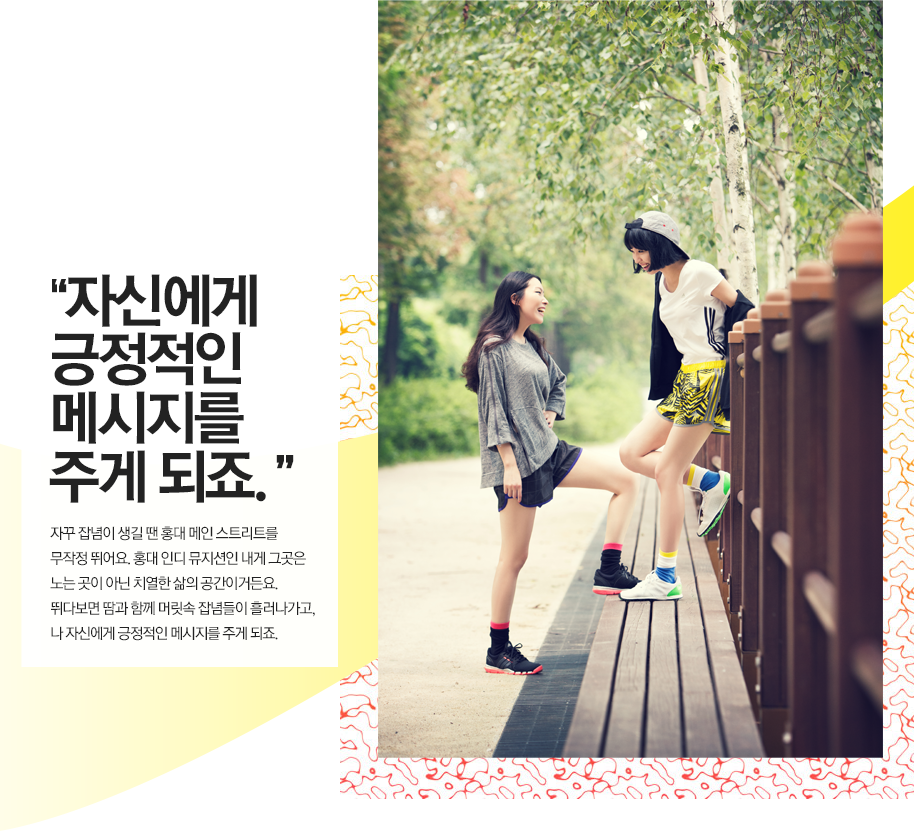 “자신에게
긍정적인
메시지를
주게 되죠. ”
자꾸 잡념이 생길 땐 홍대 메인 스트리트를
무작정 뛰어요. 홍대 인디 뮤지션인 내게 그곳은
노는 곳이 아닌 치열한 삶의 공간이거든요.
뛰다보면 땀과 함께 머릿속 잡념들이 흘러나가고,
나 자신에게 긍정적인 메시지를 주게 되죠.